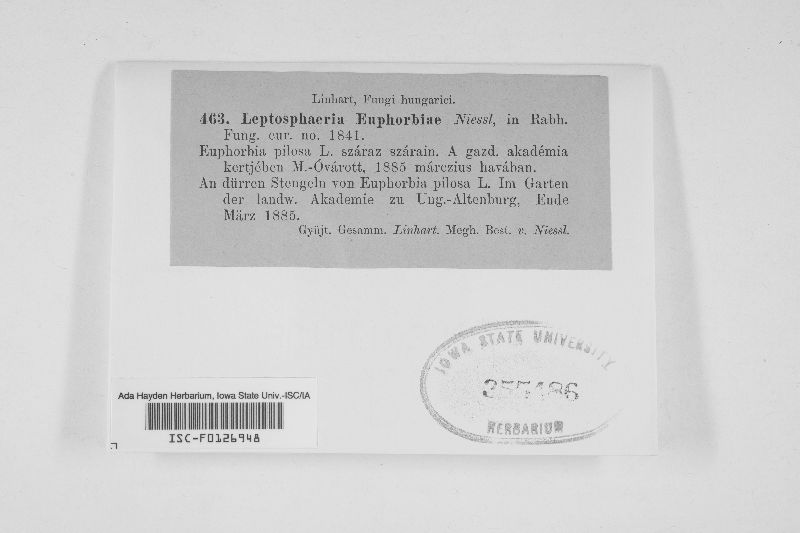 Linhart, Fungi hungarici.
463. Leptosphaeria Euphorbiae Niessl, in Rabh.
Fung. eur. no. 1841.
Euphorbia pilosa L. száraz szárain. A gazd. akadémia
kertjében M.-Óvárott, 1885 márczius havában.
An dürren Stengeln von Euphorbia pilosa L. Im Garten
der landw. Akademie zu Ung.-Altenburg, Ende
März 1885.
Gyüjt. Gesamm. Linhart. Megh. Best. v. Niessl.
IOWA STATE UNIVERSITY
HERBARIUM
Ada Hayden Herbarium, Iowa State Univ.-ISC/IA
ISC-F0126948